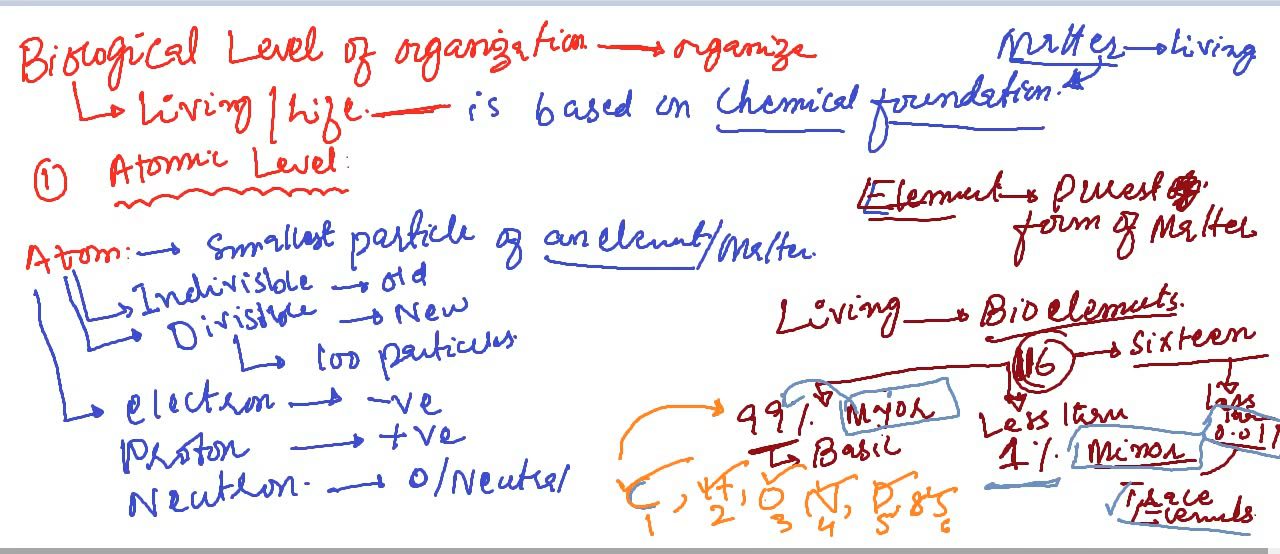 Biological Level of organization → organize
Matter → Living
↳ Living / Life. — is based on Chemical foundation.
① Atomic Level:
Element → Purest
form of Matter
Atom: → Smallest particle of an element/Matter.
Indivisible → old
Divisible → New
↳ 100 particles
electron → -ve
Proton → +ve
Neutron. → 0/Neutral
Living → Bio elements.
16 → Sixteen
99% Major
↳ Basic
Less than
1% Minor
Less
than
0.01%
Trace
Elements
C, H, O, N, P, & S
1 2 3 4 5 6